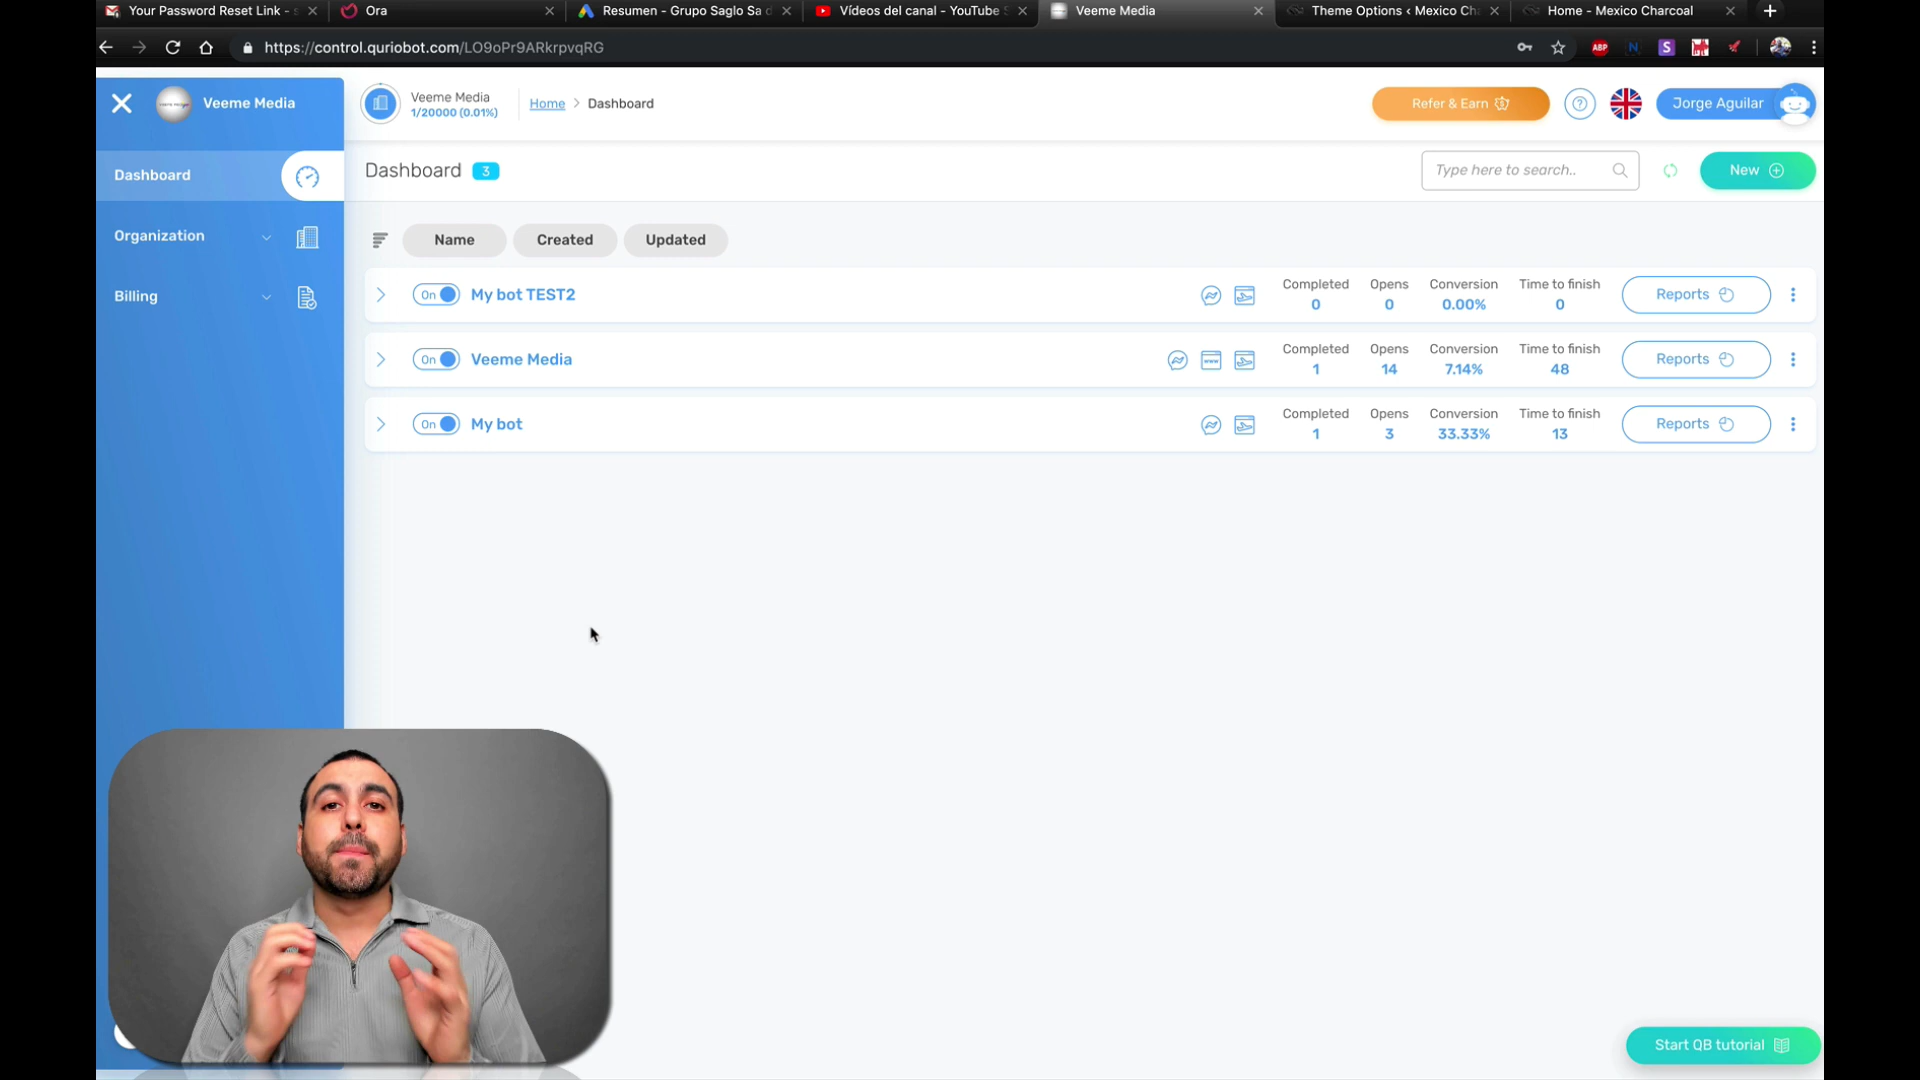 Your Password Reset Link - s
Ora
Resumen - Grupo Saglo Sa d
Vídeos del canal - YouTube S
Veeme Media
Theme Options ‹ Mexico Cha
Home - Mexico Charcoal
https://control.quriobot.com/LO9oPr9ARkrpvqRG
ABP
N
S
Veeme Media
Veeme Media
1/20000 (0.01%)
Home > Dashboard
Refer & Earn
?
Jorge Aguilar
Dashboard
Organization
Billing
Dashboard 3
Type here to search..
New
Name Created Updated
On My bot TEST2
Completed Opens Conversion Time to finish
0 0 0.00% 0
Reports
On Veeme Media
www
Completed Opens Conversion Time to finish
1 14 7.14% 48
Reports
On My bot
Completed Opens Conversion Time to finish
1 3 33.33% 13
Reports
Start QB tutorial